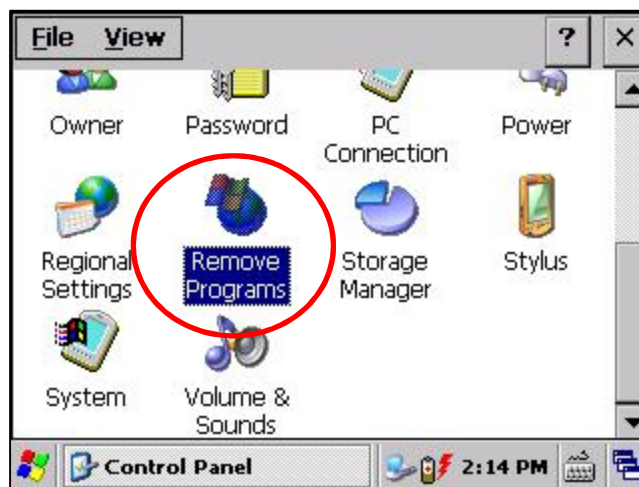 File View ? ×
Owner Password PC Connection Power
Regional Settings Remove Programs Storage Manager Stylus
System Volume & Sounds
Control Panel 2:14 PM